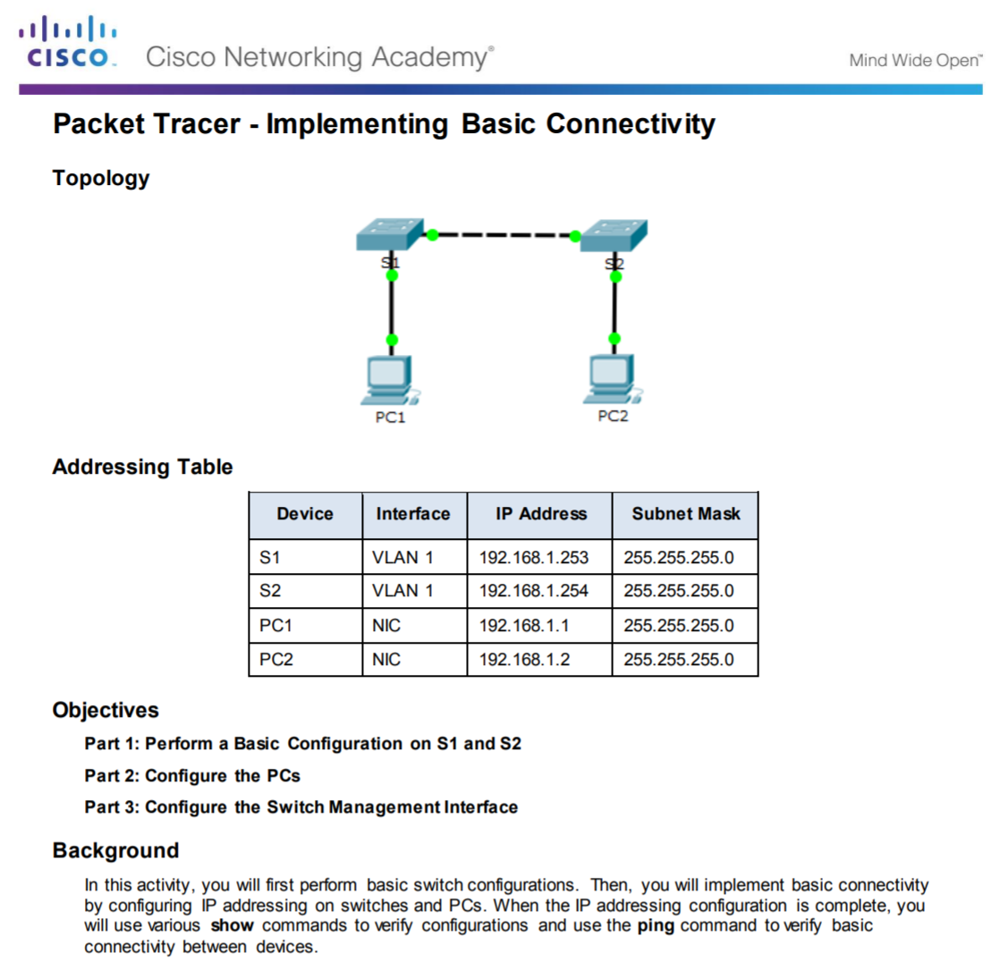 CISCO. Cisco Networking Academy® Mind Wide Open™
Packet Tracer - Implementing Basic Connectivity
Topology
S1 S2
PC1 PC2
Addressing Table
Device Interface IP Address Subnet Mask
S1 VLAN 1 192.168.1.253 255.255.255.0
S2 VLAN 1 192.168.1.254 255.255.255.0
PC1 NIC 192.168.1.1 255.255.255.0
PC2 NIC 192.168.1.2 255.255.255.0
Objectives
Part 1: Perform a Basic Configuration on S1 and S2
Part 2: Configure the PCs
Part 3: Configure the Switch Management Interface
Background
In this activity, you will first perform basic switch configurations. Then, you will implement basic connectivity
by configuring IP addressing on switches and PCs. When the IP addressing configuration is complete, you
will use various show commands to verify configurations and use the ping command to verify basic
connectivity between devices.